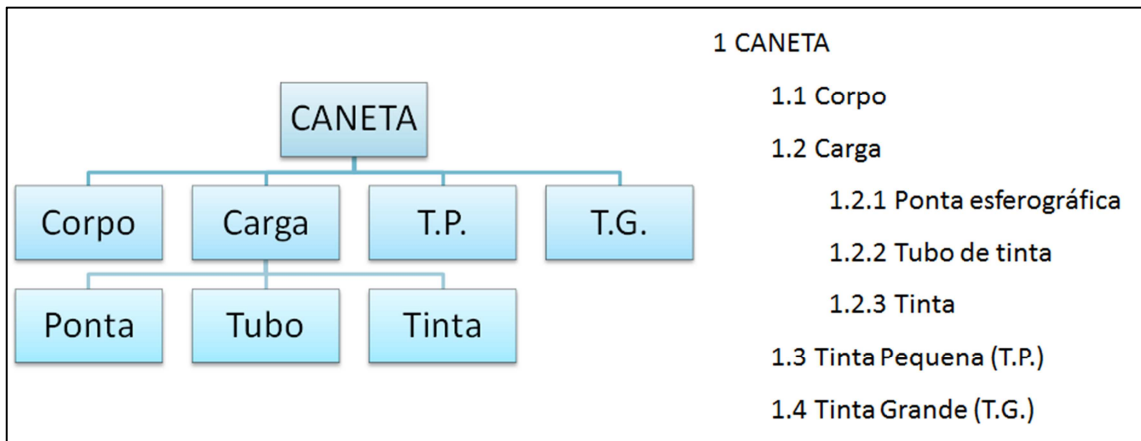 CANETA
Corpo Carga T.P. T.G.
Ponta Tubo Tinta
1 CANETA
1.1 Corpo
1.2 Carga
1.2.1 Ponta esferográfica
1.2.2 Tubo de tinta
1.2.3 Tinta
1.3 Tinta Pequena (T.P.)
1.4 Tinta Grande (T.G.)